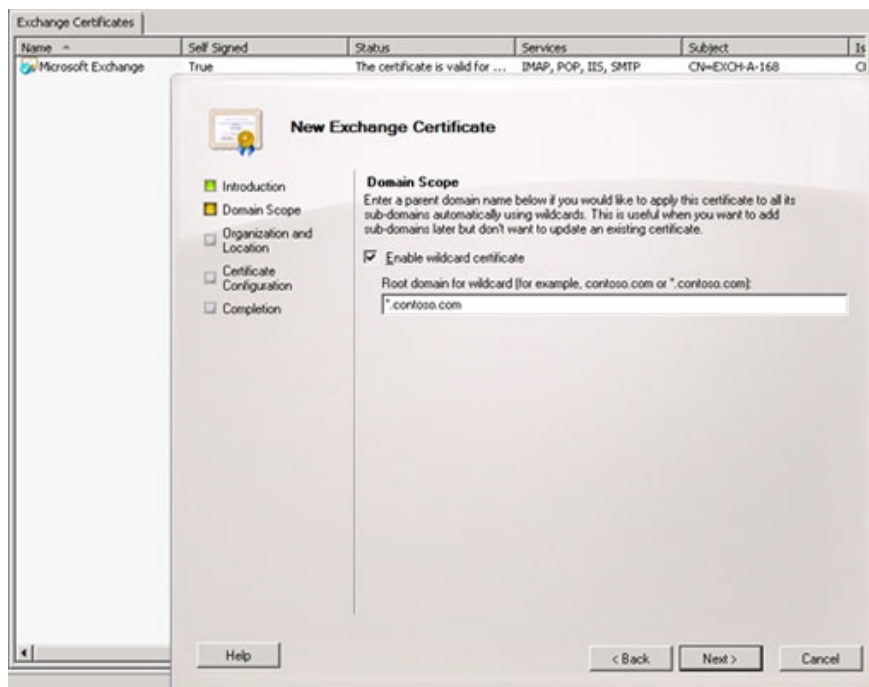 Exchange Certificates
Name Self Signed Status Services Subject Is
Microsoft Exchange True The certificate is valid for ... IMAP, POP, IIS, SMTP CN=EXCH-A-168
New Exchange Certificate
Introduction
Domain Scope
Organization and
Location
Certificate
Configuration
Completion
Domain Scope
Enter a parent domain name below if you would like to apply this certificate to all its
sub-domains automatically using wildcards. This is useful when you want to add
sub-domains later but don't want to update an existing certificate.
Enable wildcard certificate
Root domain for wildcard (for example, contoso.com or *.contoso.com):
*.contoso.com
Help
< Back
Next >
Cancel